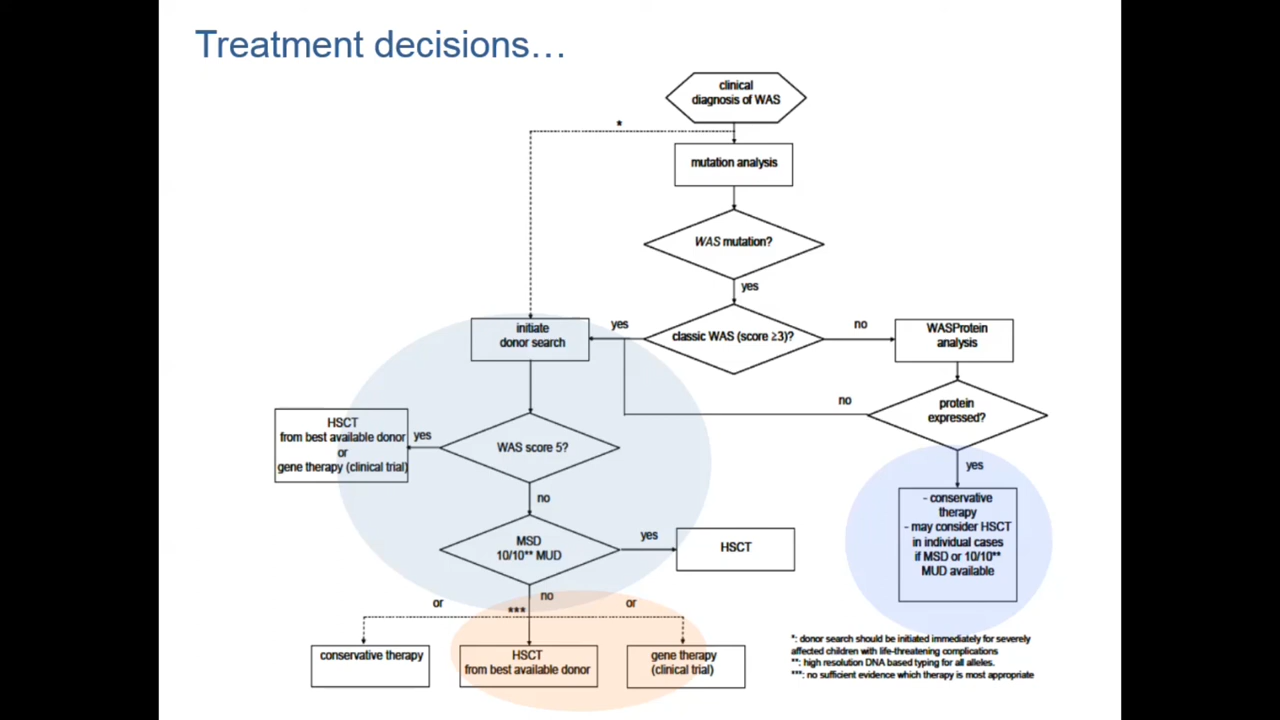 Treatment decisions…
clinical
diagnosis of WAS
*
mutation analysis
WAS mutation?
yes
classic WAS (score ≥3)?
yes
no
initiate
donor search
WASProtein
analysis
no
protein
expressed?
HSCT
from best available donor
or
gene therapy (clinical trial)
yes
WAS score 5?
yes
no
- conservative
therapy
- may consider HSCT
in individual cases
if MSD or 10/10**
MUD available
MSD
10/10** MUD
yes
HSCT
no
or
***
or
conservative therapy
HSCT
from best available donor
gene therapy
(clinical trial)
*: donor search should be initiated immediately for severely
affected children with life-threatening complications
**: high resolution DNA based typing for all alleles.
***: no sufficient evidence which therapy is most appropriate